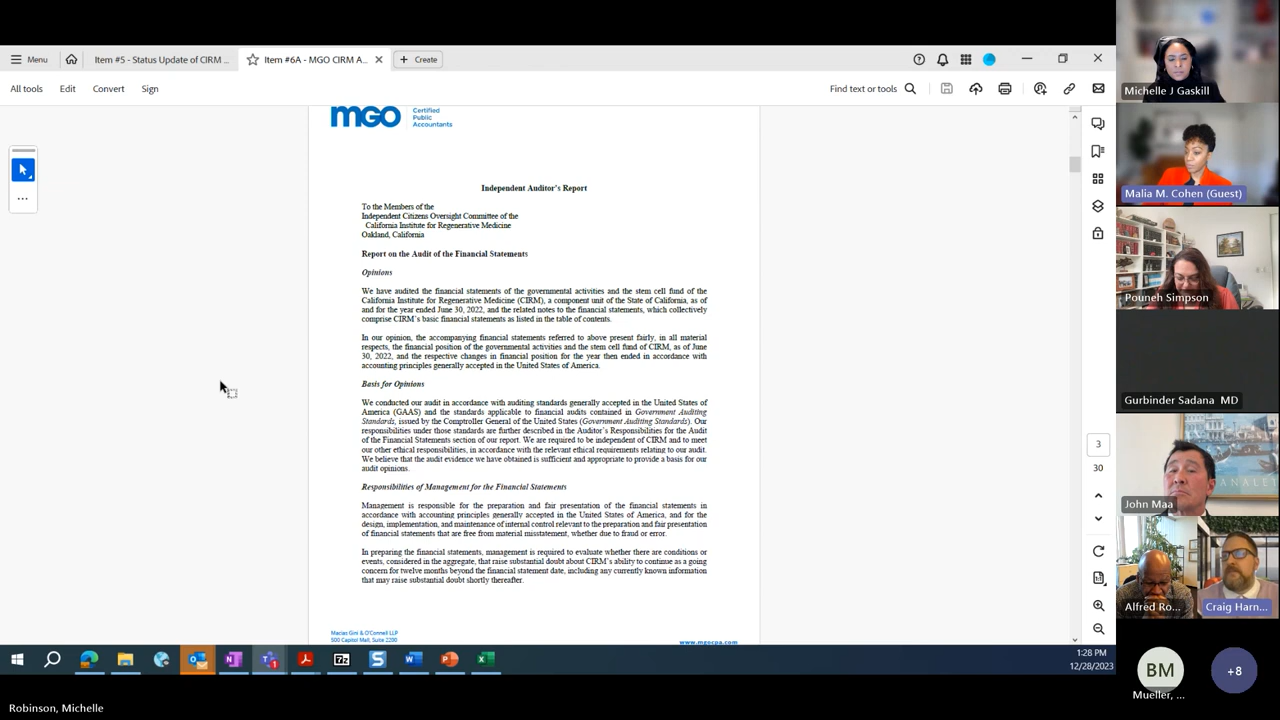 Menu
Item #5 - Status Update of CIRM ...
Item #6A - MGO CIRM A...
Create
All tools
Edit
Convert
Sign
Find text or tools
mgo
Certified
Public
Accountants
Independent Auditor's Report
To the Members of the
Independent Citizens Oversight Committee of the
California Institute for Regenerative Medicine
Oakland, California
Report on the Audit of the Financial Statements
Opinions
We have audited the financial statements of the governmental activities and the stem cell fund of the
California Institute for Regenerative Medicine (CIRM), a component unit of the State of California, as of
and for the year ended June 30, 2022, and the related notes to the financial statements, which collectively
comprise CIRM's basic financial statements as listed in the table of contents.
In our opinion, the accompanying financial statements referred to above present fairly, in all material
respects, the financial position of the governmental activities and the stem cell fund of CIRM, as of June
30, 2022, and the respective changes in financial position for the year then ended in accordance with
accounting principles generally accepted in the United States of America.
Basis for Opinions
We conducted our audit in accordance with auditing standards generally accepted in the United States of
America (GAAS) and the standards applicable to financial audits contained in Government Auditing
Standards, issued by the Comptroller General of the United States (Government Auditing Standards). Our
responsibilities under those standards are further described in the Auditor's Responsibilities for the Audit
of the Financial Statements section of our report. We are required to be independent of CIRM and to meet
our other ethical responsibilities, in accordance with the relevant ethical requirements relating to our audit.
We believe that the audit evidence we have obtained is sufficient and appropriate to provide a basis for our
audit opinions.
Responsibilities of Management for the Financial Statements
Management is responsible for the preparation and fair presentation of the financial statements in
accordance with accounting principles generally accepted in the United States of America, and for the
design, implementation, and maintenance of internal control relevant to the preparation and fair presentation
of financial statements that are free from material misstatement, whether due to fraud or error.
In preparing the financial statements, management is required to evaluate whether there are conditions or
events, considered in the aggregate, that raise substantial doubt about CIRM's ability to continue as a going
concern for twelve months beyond the financial statement date, including any currently known information
that may raise substantial doubt shortly thereafter.
Macias Gini & O'Connell LLP
500 Capitol Mall, Suite 2200
www.mgocpa.com
3
30
1:28 PM
12/28/2023
Robinson, Michelle
Michelle J Gaskill
Malia M. Cohen (Guest)
Pouneh Simpson
Gurbinder Sadana MD
CANALET
John Maa
Alfred Ro...
Craig Harn...
BM
Mueller, ...
+8